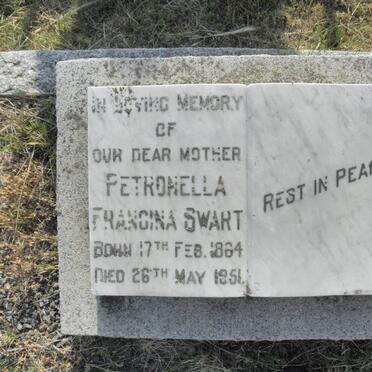 IN LOVING MEMORY
OF
OUR DEAR MOTHER
PETRONELLA
FRANCINA SWART
BORN 17TH FEB. 1864
DIED 26TH MAY 1951.
REST IN PEAC